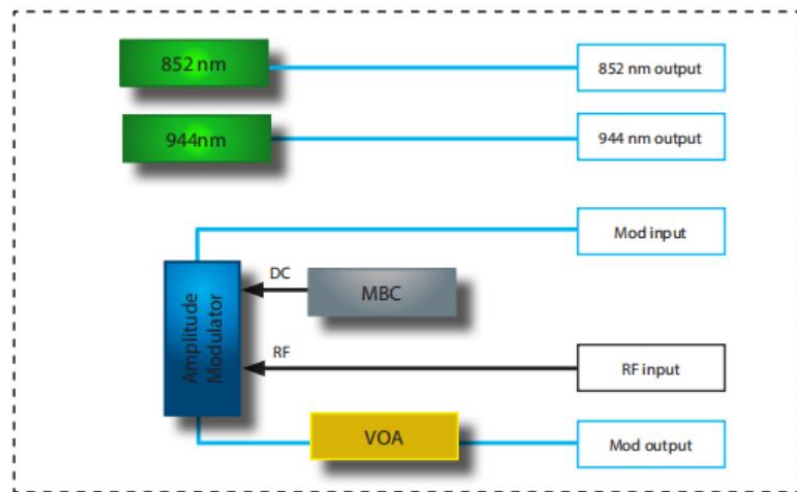 852 nm
852 nm output
944nm
944 nm output
Mod input
DC
MBC
Amplitude
Modulator
RF
RF input
VOA
Mod output